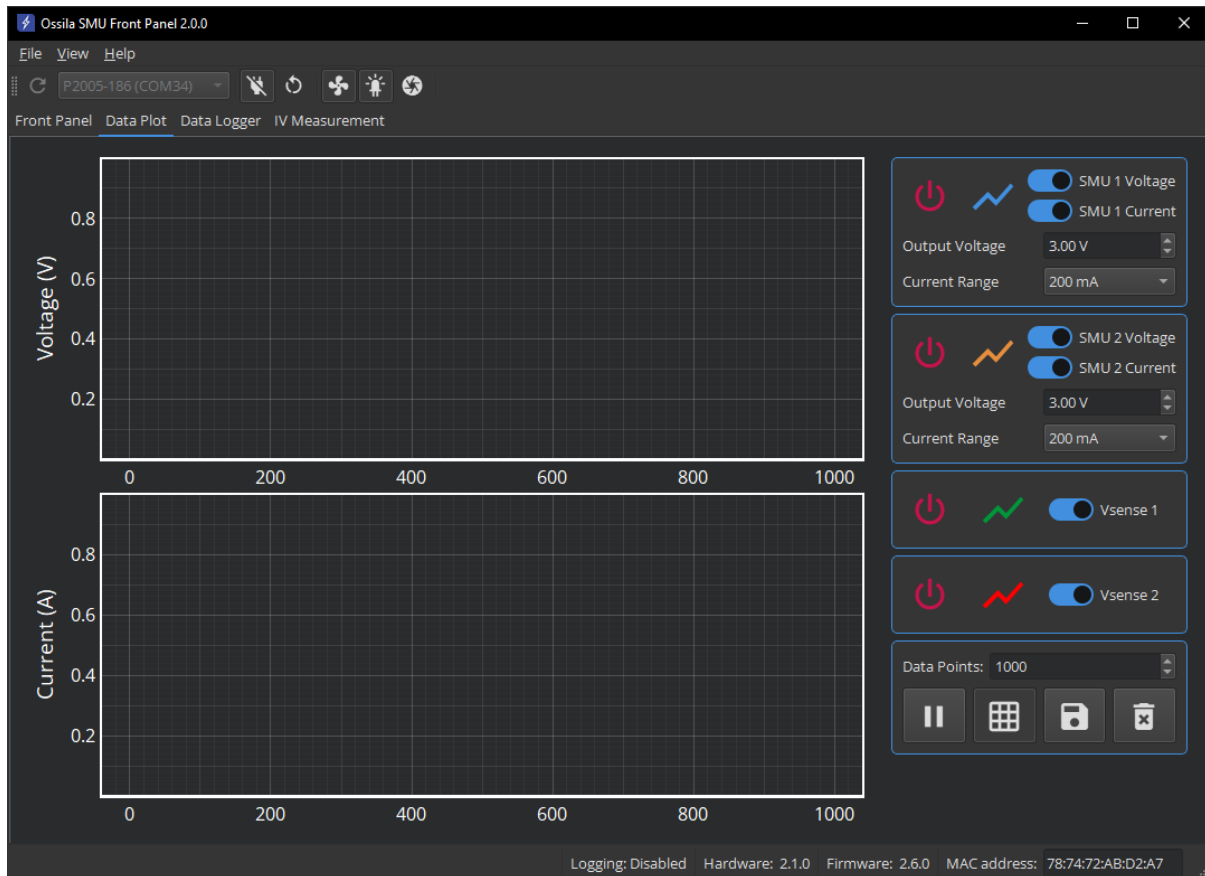 Ossila SMU Front Panel 2.0.0
File View Help
P2005-186 (COM34)
Front Panel Data Plot Data Logger IV Measurement
Voltage (V)
0.8
0.6
0.4
0.2
0 200 400 600 800 1000
Current (A)
0.8
0.6
0.4
0.2
0 200 400 600 800 1000
SMU 1 Voltage
SMU 1 Current
Output Voltage 3.00 V
Current Range 200 mA
SMU 2 Voltage
SMU 2 Current
Output Voltage 3.00 V
Current Range 200 mA
Vsense 1
Vsense 2
Data Points: 1000
Logging: Disabled Hardware: 2.1.0 Firmware: 2.6.0 MAC address: 78:74:72:AB:D2:A7